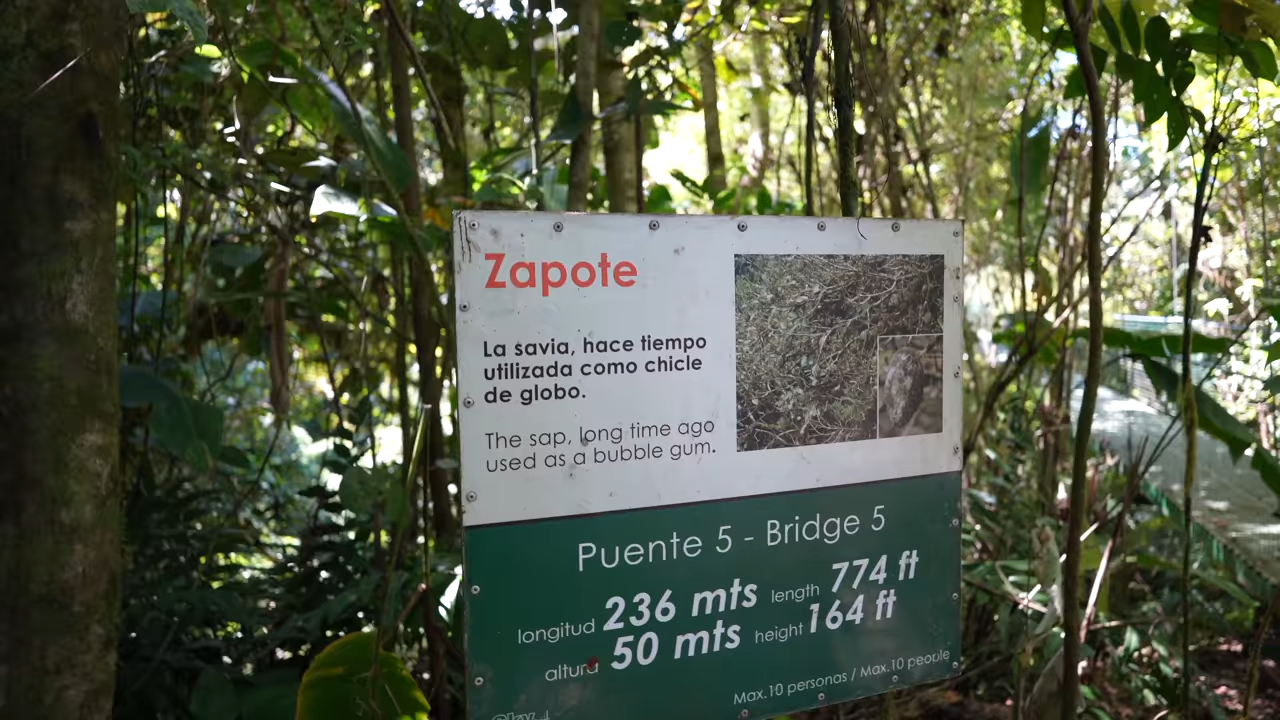 Zapote
La savia, hace tiempo
utilizada como chicle
de globo.
The sap, long time ago
used as a bubble gum.
Puente 5 - Bridge 5
longitud 236 mts length 774 ft
altura 50 mts height 164 ft
Max.10 personas / Max.10 people